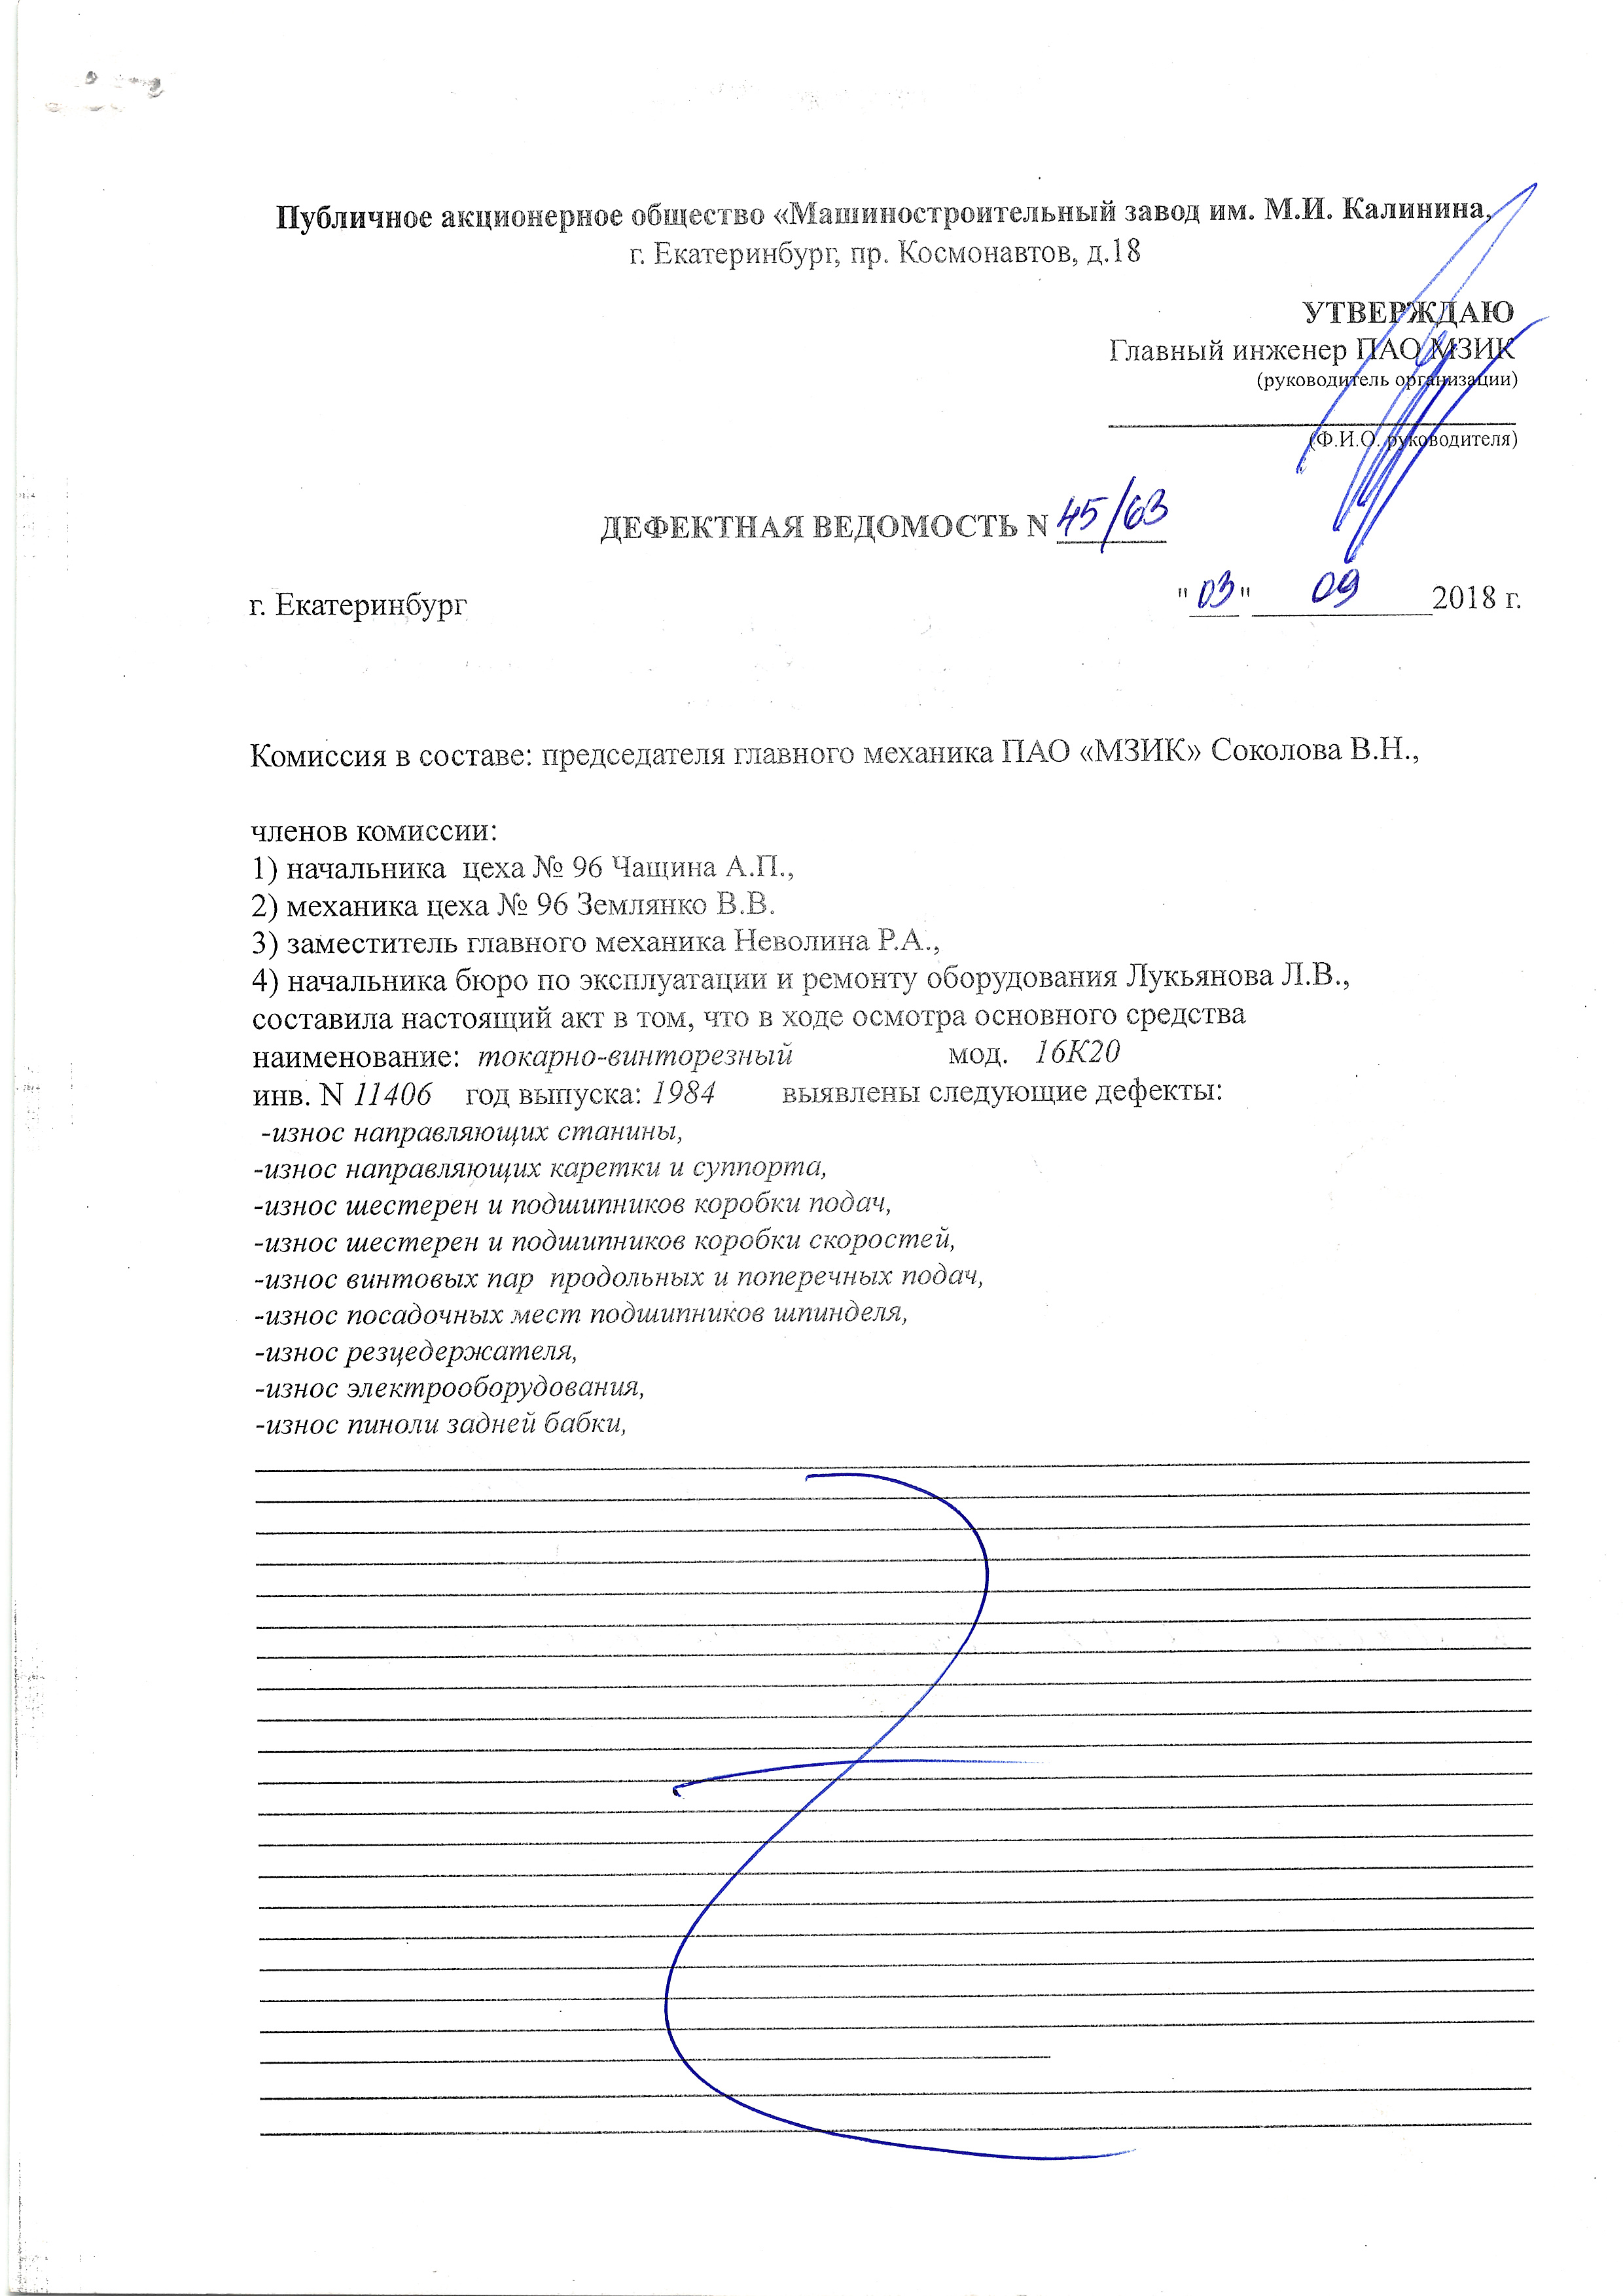 Публичное акционерное общество «Машиностроительный завод им. М.И. Калинина,
г. Екатеринбург, пр. Космонавтов, д.18
УТВЕРЖДАЮ
Главный инженер ПАО МЗИК
(руководитель организации)
(Ф.И.О. руководителя)
ДЕФЕКТНАЯ ВЕДОМОСТЬ N 45/63
г. Екатеринбург "03" 09 2018 г.
Комиссия в составе: председателя главного механика ПАО «МЗИК» Соколова В.Н.,
членов комиссии:
1) начальника цеха № 96 Чащина А.П.,
2) механика цеха № 96 Землянко В.В.
3) заместитель главного механика Неволина Р.А.,
4) начальника бюро по эксплуатации и ремонту оборудования Лукьянова Л.В.,
составила настоящий акт в том, что в ходе осмотра основного средства
наименование: токарно-винторезный мод. 16К20
инв. N 11406 год выпуска: 1984 выявлены следующие дефекты:
-износ направляющих станины,
-износ направляющих каретки и суппорта,
-износ шестерен и подшипников коробки подач,
-износ шестерен и подшипников коробки скоростей,
-износ винтовых пар продольных и поперечных подач,
-износ посадочных мест подшипников шпинделя,
-износ резцедержателя,
-износ электрооборудования,
-износ пиноли задней бабки,